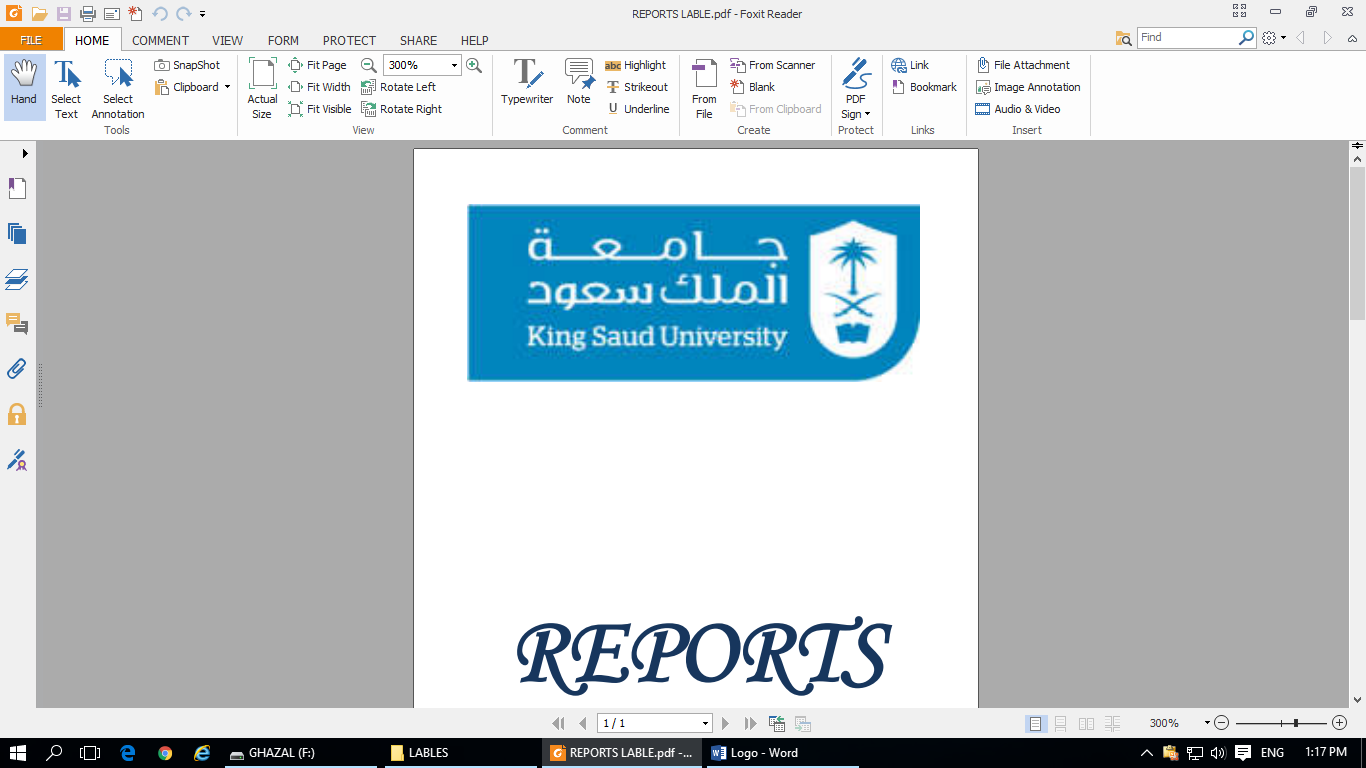 REPORTS LABLE.pdf - Foxit Reader
FILE HOME COMMENT VIEW FORM PROTECT SHARE HELP Find
Hand
Select Text
Select Annotation
SnapShot
Clipboard
Tools
Actual Size
Fit Page
Fit Width
Fit Visible
300%
Rotate Left
Rotate Right
View
Typewriter
Note
abc Highlight
T Strikeout
U Underline
Comment
From File
From Scanner
Blank
From Clipboard
Create
PDF Sign
Protect
Link
Bookmark
Links
File Attachment
Image Annotation
Audio & Video
Insert
جامعة
الملك سعود
King Saud University
REPORTS
1 / 1
300%
GHAZAL (F:)
LABLES
REPORTS LABLE.pdf -...
Logo - Word
ENG
1:17 PM